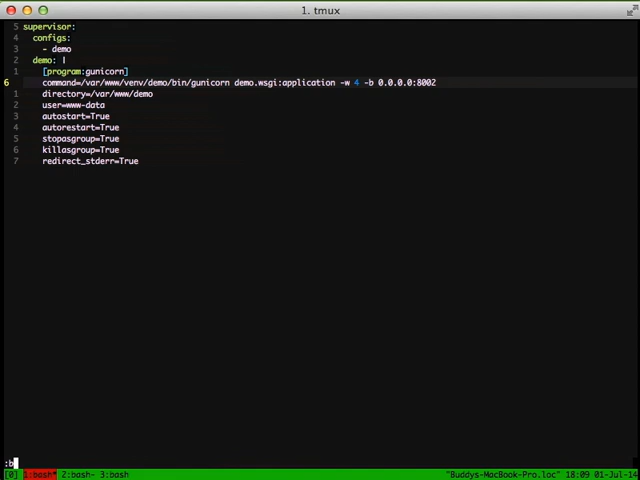 1. tmux
5 supervisor:
4 configs:
3 - demo
2 demo: |
1 [program:gunicorn]
6 command=/var/www/venv/demo/bin/gunicorn demo.wsgi:application -w 4 -b 0.0.0.0:8002
1 directory=/var/www/demo
2 user=www-data
3 autostart=True
4 autorestart=True
5 stopasgroup=True
6 killasgroup=True
7 redirect_stderr=True
:b
[0] 1:bash* 2:bash- 3:bash "Buddys-MacBook-Pro.loc" 18:09 01-Jul-14